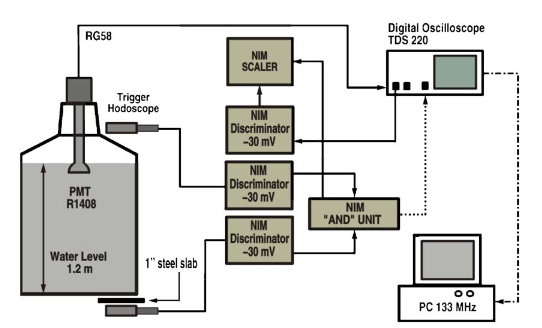 RG58
Digital Oscilloscope
TDS 220
NIM
SCALER
Trigger
Hodoscope
NIM
Discriminator
–30 mV
NIM
Discriminator
–30 mV
PMT
R1408
NIM
"AND" UNIT
NIM
Discriminator
–30 mV
Water Level
1.2 m
1'' steel slab
PC 133 MHz